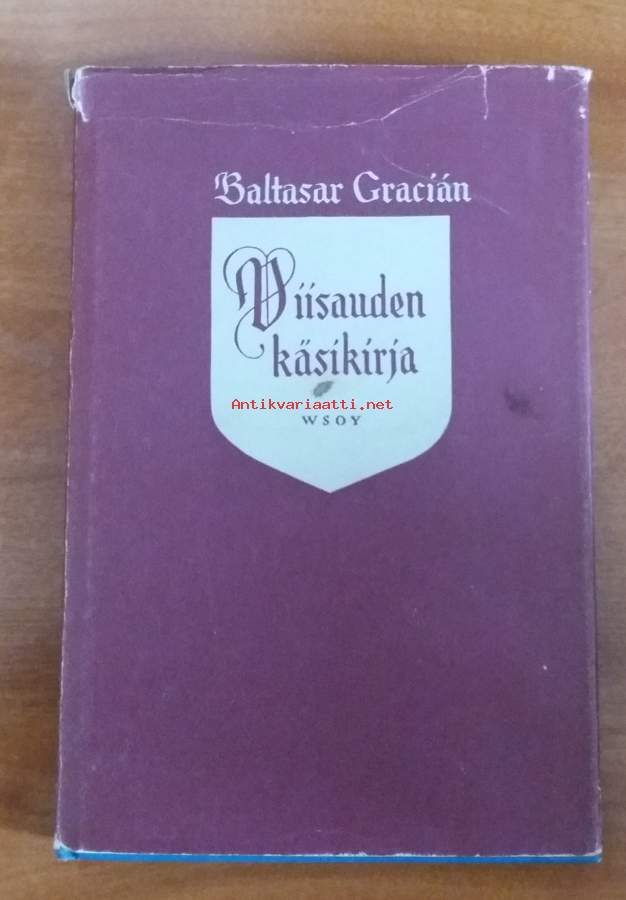 Baltasar Gracián
Viisauden
käsikirja
Antikvariaatti.net
WSOY